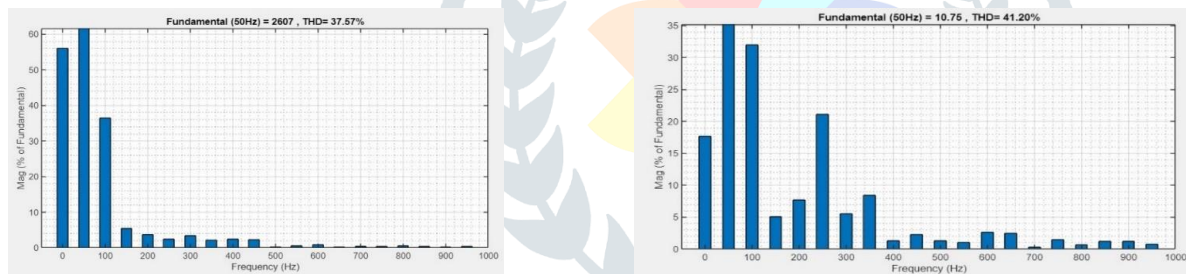 Fundamental (50Hz) = 2607 , THD= 37.57%
60
50
40
30
20
10
0
Mag (% of Fundamental)
0 100 200 300 400 500 600 700 800 900 1000
Frequency (Hz)
Fundamental (50Hz) = 10.75 , THD= 41.20%
35
30
25
20
15
10
5
0
Mag (% of Fundamental)
0 100 200 300 400 500 600 700 800 900 1000
Frequency (Hz)